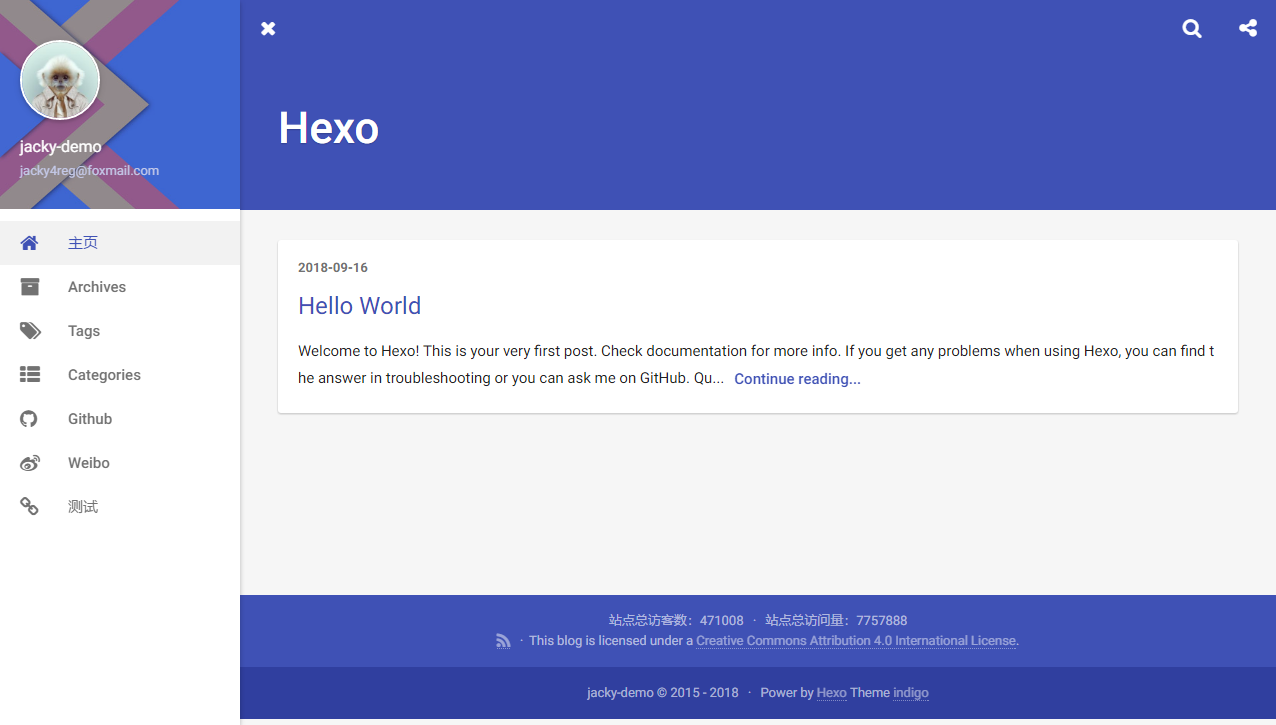 jacky-demo
jacky4reg@foxmail.com
主页
Archives
Tags
Categories
Github
Weibo
测试
Hexo
2018-09-16
Hello World
Welcome to Hexo! This is your very first post. Check documentation for more info. If you get any problems when using Hexo, you can find t
he answer in troubleshooting or you can ask me on GitHub. Qu... Continue reading...
站点总访客数：471008 · 站点总访问量：7757888
· This blog is licensed under a Creative Commons Attribution 4.0 International License.
jacky-demo © 2015 - 2018 · Power by Hexo Theme indigo